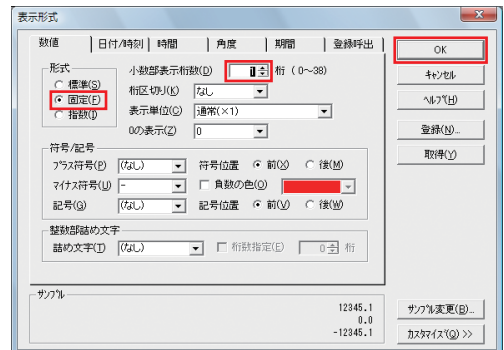 表示形式
数値 日付/時刻 時間 角度 期間 登録呼出
形式
標準(S)
固定(F)
指数(I)
小数部表示桁数(D) 1 桁 ( 0～38)
桁区切り(K) なし
表示単位(C) 通常(×1)
0の表示(Z) 0
符号/記号
プラス符号(P) (なし) 符号位置 前(X) 後(M)
マイナス符号(U) - 負数の色(O)
記号(G) (なし) 記号位置 前(V) 後(W)
整数部詰め文字
詰め文字(T) (なし) 桁数指定(E) 0 桁
サンプル
12345.1
0.0
-12345.1
OK
キャンセル
ヘルプ(H)
登録(N)...
取得(Y)
サンプル変更(B)...
カスタマイズ(Q) >>